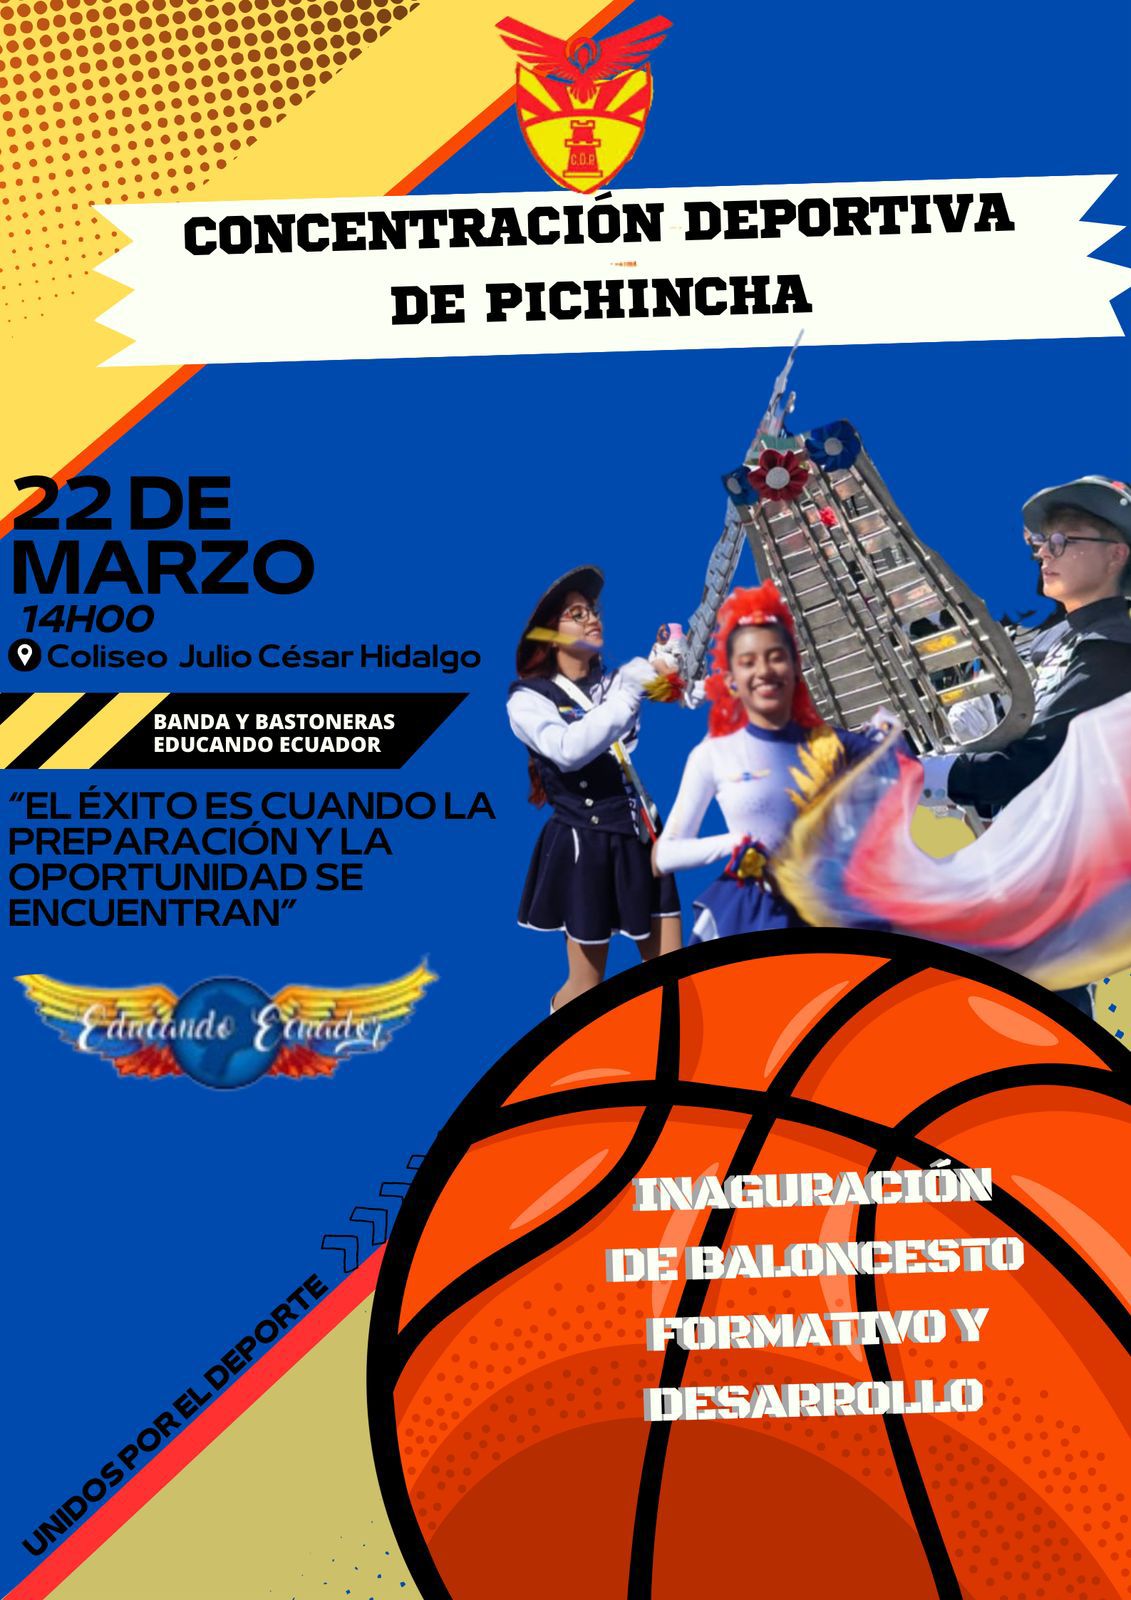 C.D.P.
CONCENTRACIÓN DEPORTIVA
DE PICHINCHA
22 DE
MARZO
14H00
Coliseo Julio César Hidalgo
BANDA Y BASTONERAS
EDUCANDO ECUADOR
“EL ÉXITO ES CUANDO LA
PREPARACIÓN Y LA
OPORTUNIDAD SE
ENCUENTRAN”
Educando Ecuador
INAGURACIÓN
DE BALONCESTO
FORMATIVO Y
DESARROLLO
UNIDOS POR EL DEPORTE